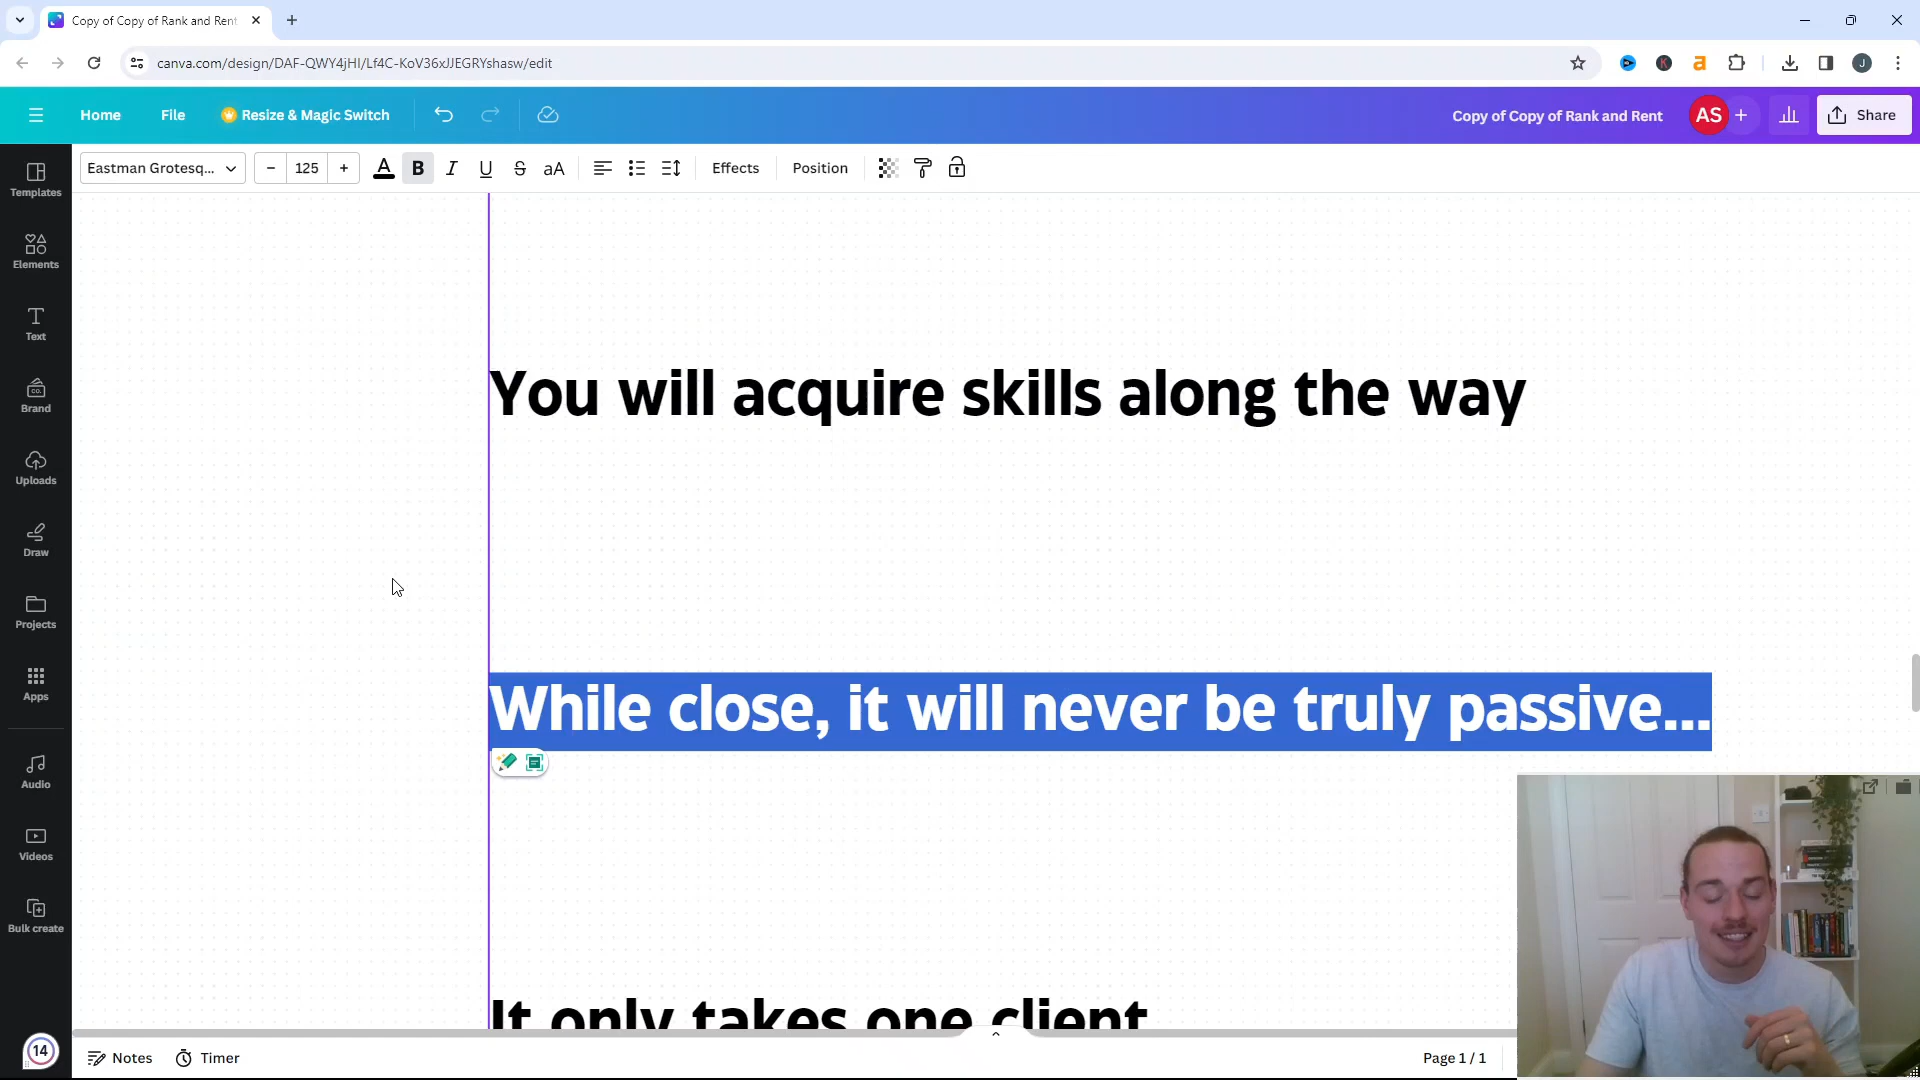 Copy of Copy of Rank and Rent
canva.com/design/DAF-QWY4jHI/Lf4C-KoV36xJJEGRYshasw/edit
J
Home
File
Resize & Magic Switch
Copy of Copy of Rank and Rent
AS
Share
Eastman Grotesq...
125
A
B
I
U
S
aA
Effects
Position
Templates
Elements
Text
Brand
Uploads
Draw
Projects
Apps
Audio
Videos
Bulk create
14
You will acquire skills along the way
While close, it will never be truly passive...
It only takes one client
Notes
Timer
Page 1 / 1